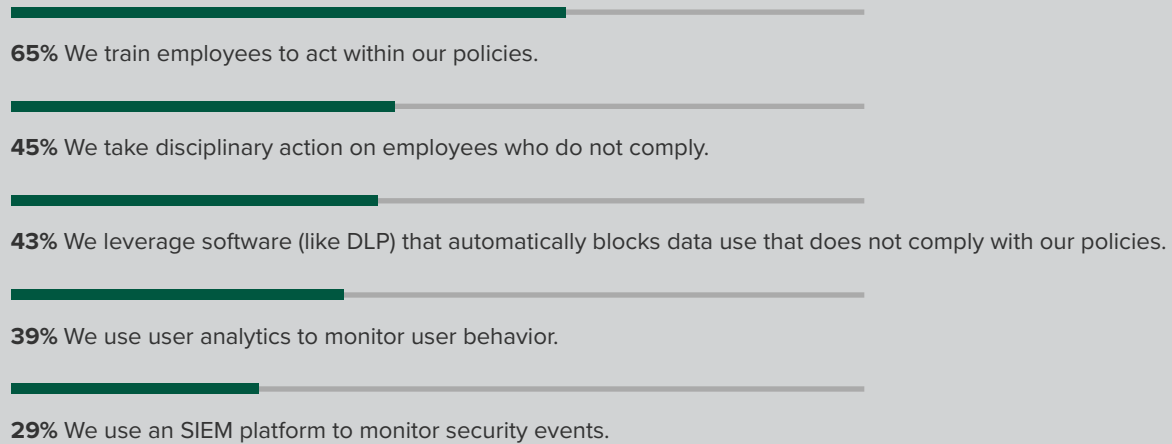 65% We train employees to act within our policies.
45% We take disciplinary action on employees who do not comply.
43% We leverage software (like DLP) that automatically blocks data use that does not comply with our policies.
39% We use user analytics to monitor user behavior.
29% We use an SIEM platform to monitor security events.